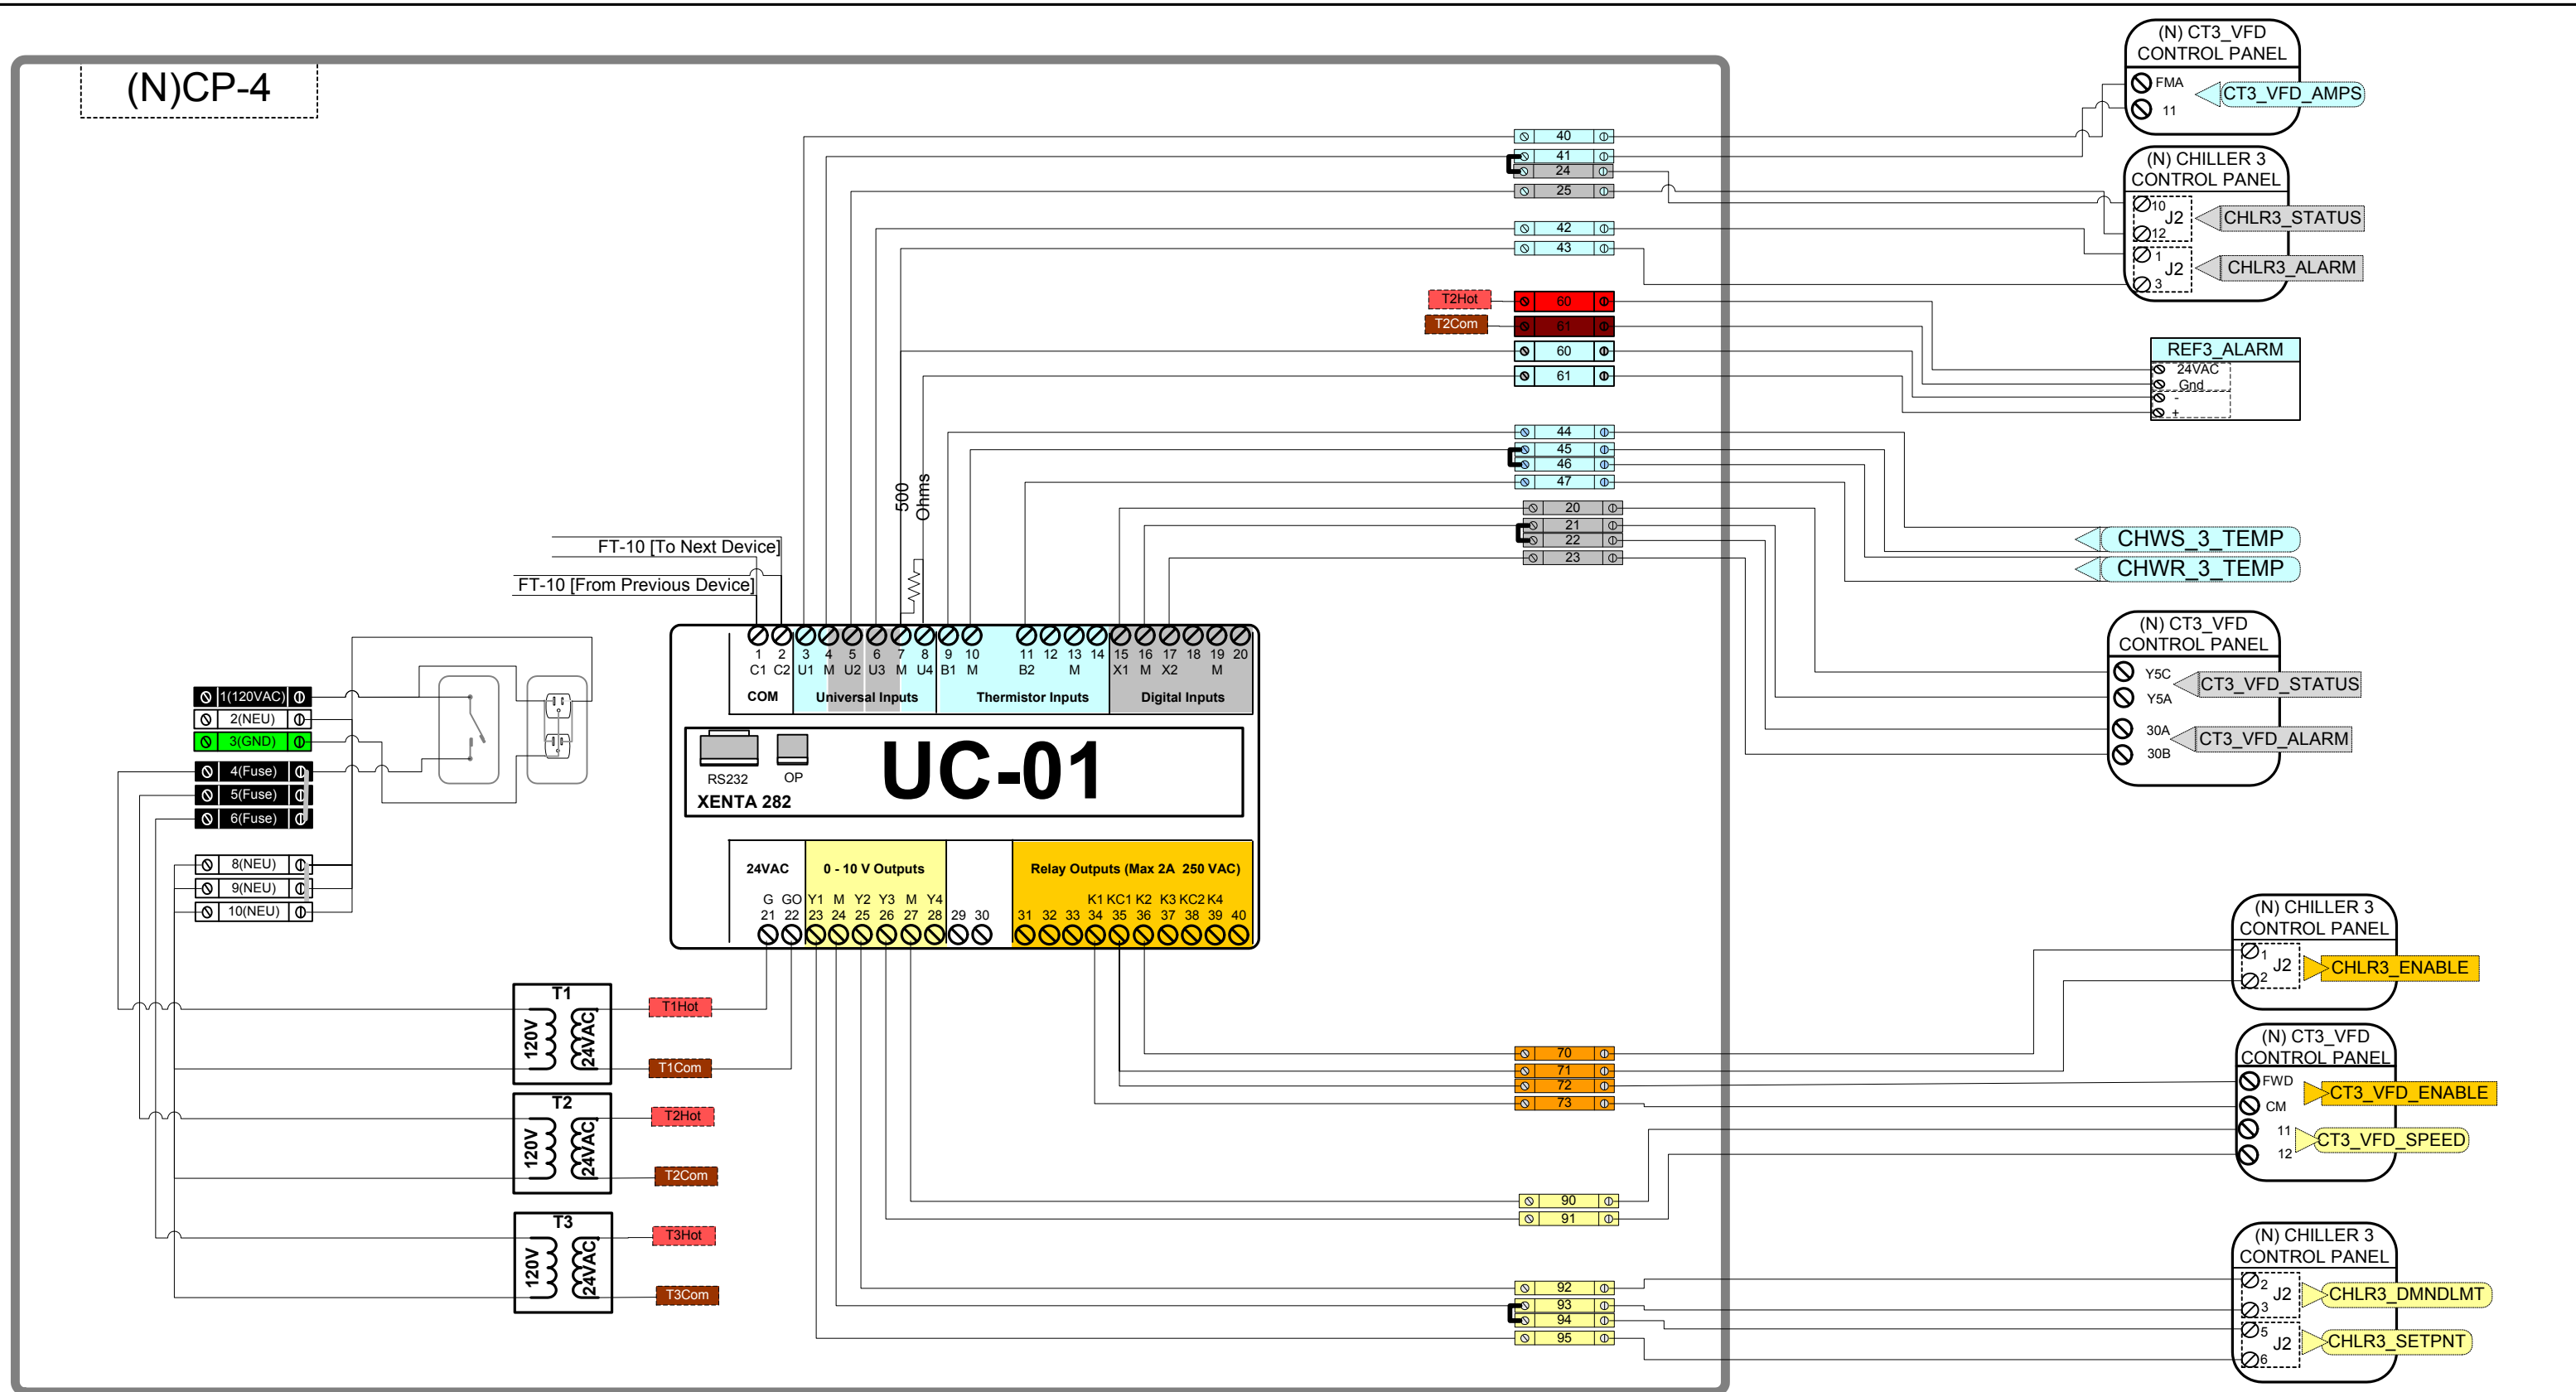 (N)CP-4
(N) CT3_VFD
CONTROL PANEL
FMA
11
CT3_VFD_AMPS
40
41
24
25
42
43
(N) CHILLER 3
CONTROL PANEL
10
J2
12
CHLR3_STATUS
1
J2
3
CHLR3_ALARM
T2Hot
60
T2Com
61
60
61
REF3_ALARM
24VAC
Gnd
-
+
44
45
46
47
20
21
22
23
CHWS_3_TEMP
CHWR_3_TEMP
500
Ohms
FT-10 [To Next Device]
FT-10 [From Previous Device]
(N) CT3_VFD
CONTROL PANEL
Y5C
Y5A
CT3_VFD_STATUS
30A
30B
CT3_VFD_ALARM
1 2 3 4 5 6 7 8 9 10 11 12 13 14 15 16 17 18 19 20
C1 C2 U1 M U2 U3 M U4 B1 M B2 M X1 M X2 M
COM Universal Inputs Thermistor Inputs Digital Inputs
RS232 OP
UC-01
XENTA 282
1(120VAC)
2(NEU)
3(GND)
4(Fuse)
5(Fuse)
6(Fuse)
8(NEU)
9(NEU)
10(NEU)
24VAC 0 - 10 V Outputs Relay Outputs (Max 2A 250 VAC)
G GO Y1 M Y2 Y3 M Y4 K1 KC1 K2 K3 KC2 K4
21 22 23 24 25 26 27 28 29 30 31 32 33 34 35 36 37 38 39 40
T1
120V
24VAC
T1Hot
T1Com
T2
120V
24VAC
T2Hot
T2Com
T3
120V
24VAC
T3Hot
T3Com
70
71
72
73
90
91
92
93
94
95
(N) CHILLER 3
CONTROL PANEL
1
J2
2
CHLR3_ENABLE
(N) CT3_VFD
CONTROL PANEL
FWD
CM
CT3_VFD_ENABLE
11
12
CT3_VFD_SPEED
(N) CHILLER 3
CONTROL PANEL
2
J2
3
CHLR3_DMNDLMT
5
J2
6
CHLR3_SETPNT